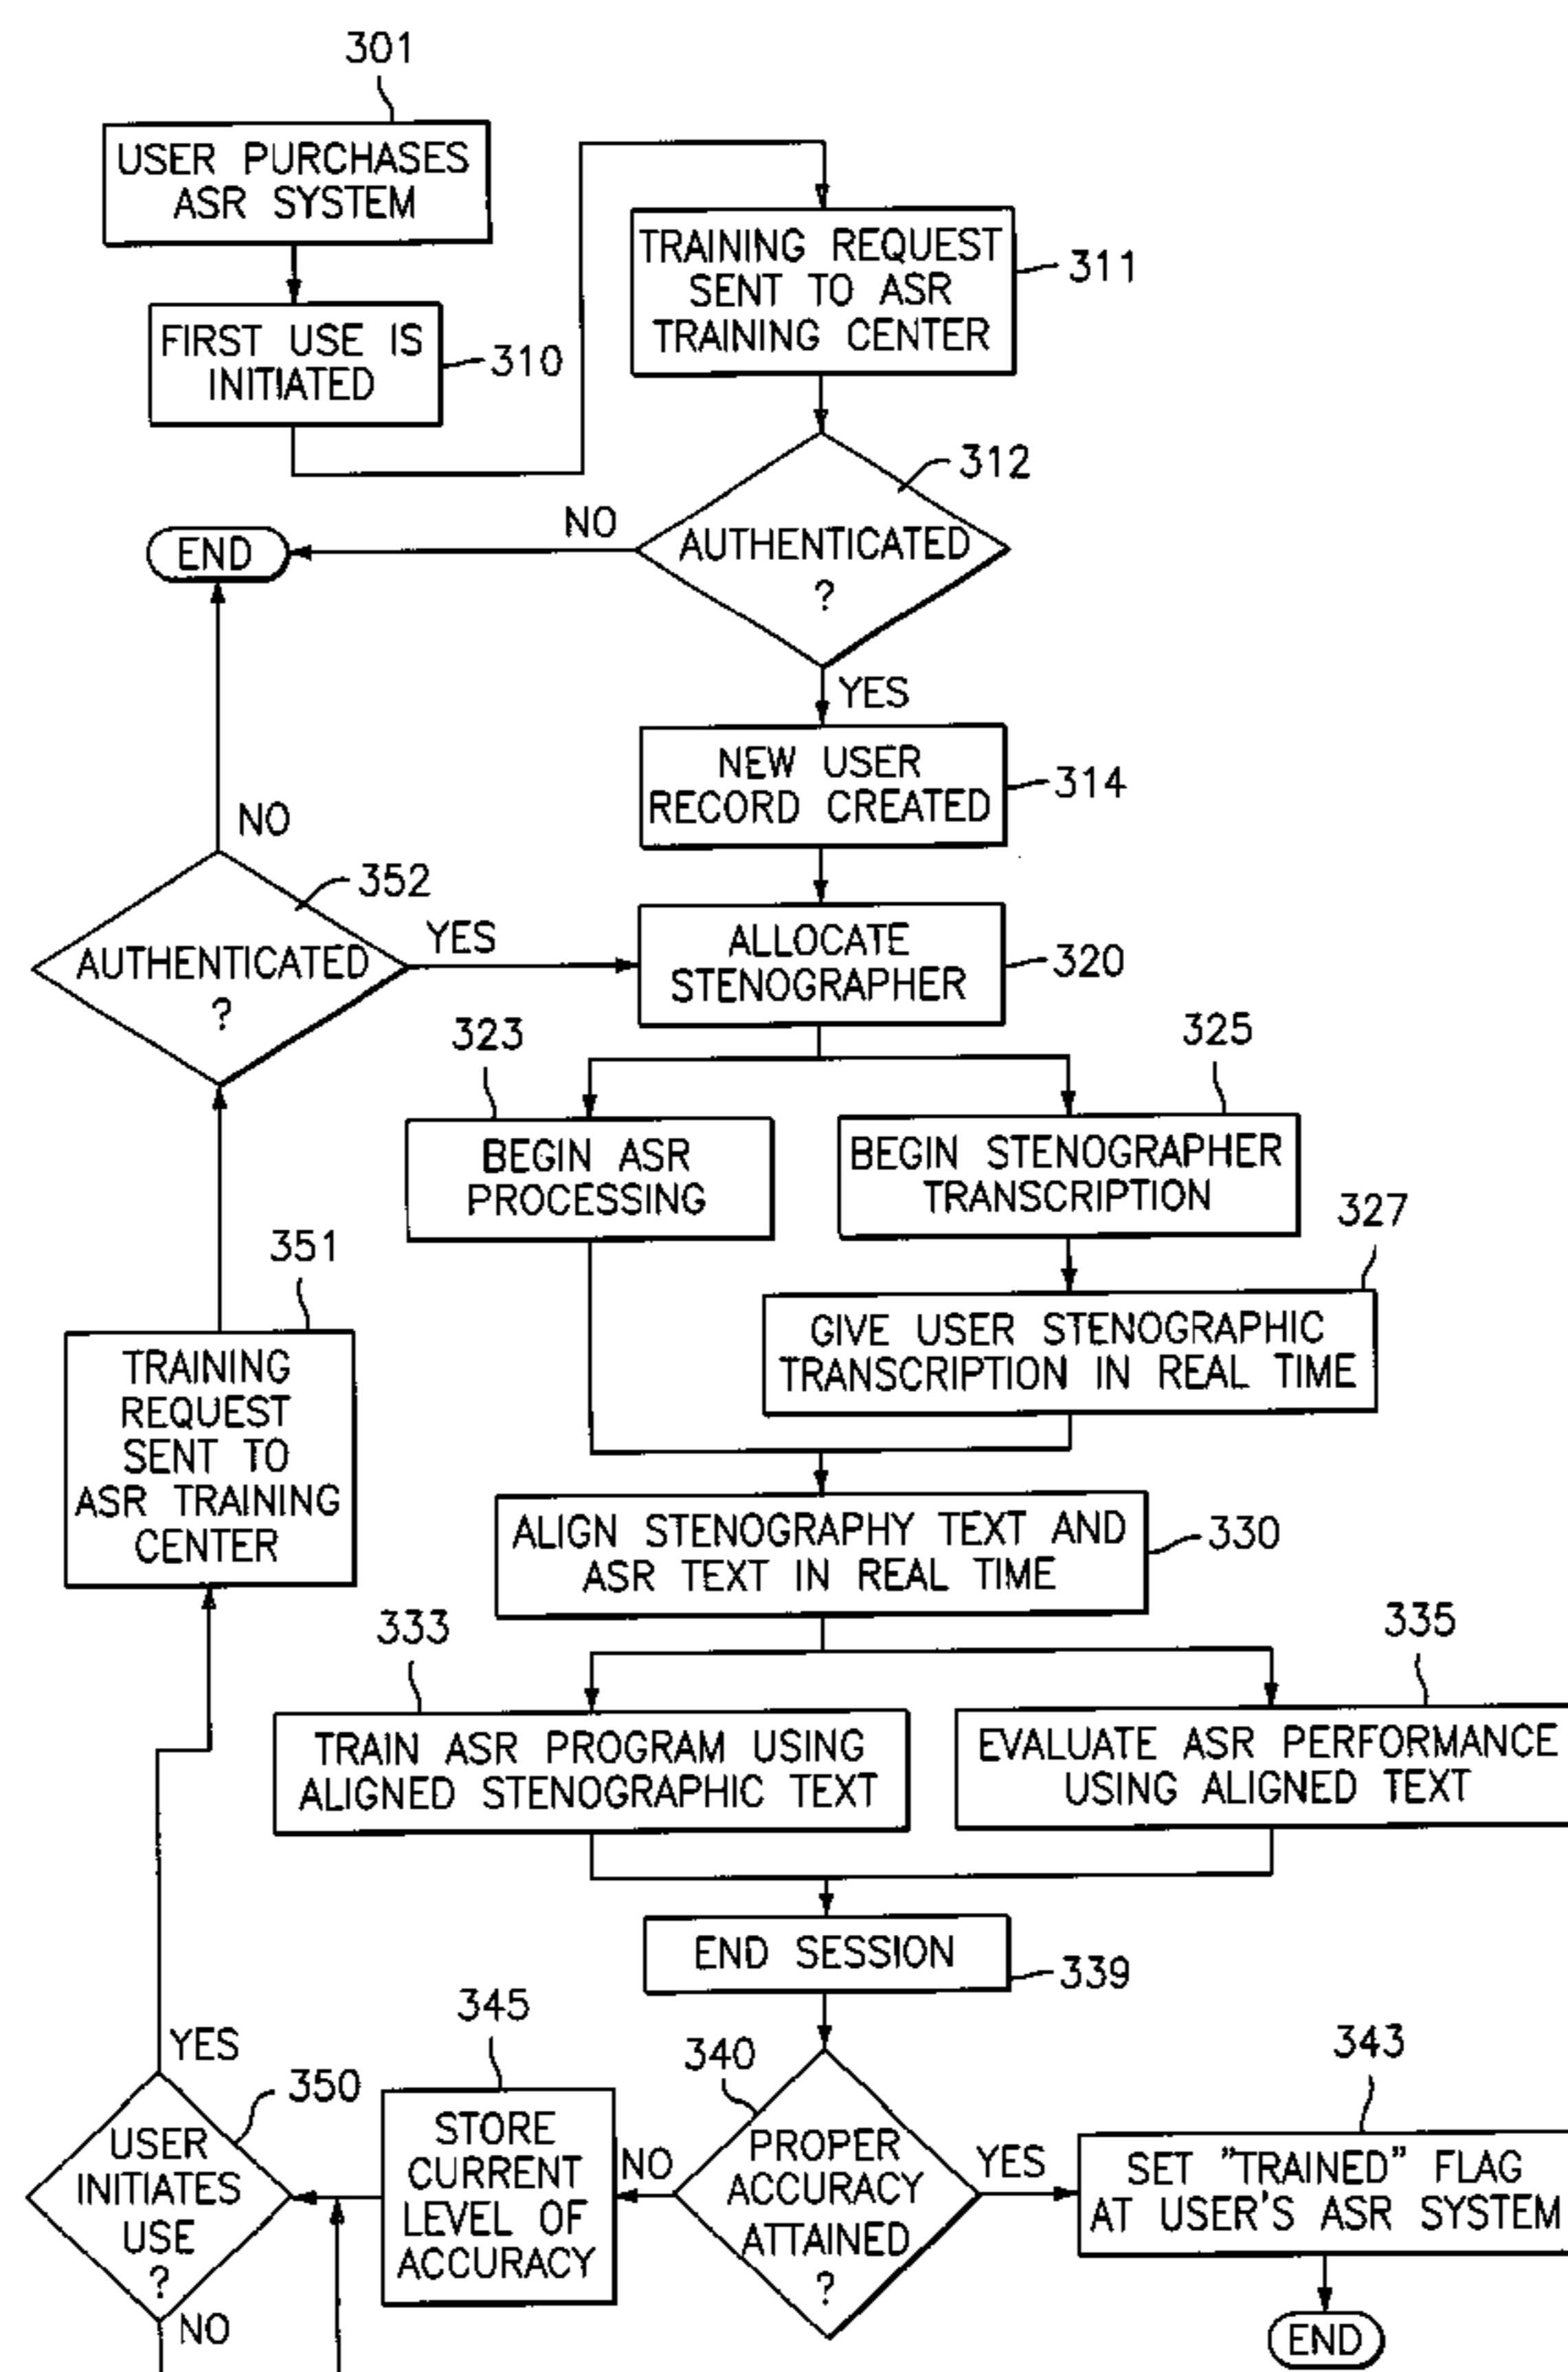 301
USER PURCHASES
ASR SYSTEM
FIRST USE IS
INITIATED
310
TRAINING REQUEST
SENT TO ASR
TRAINING CENTER
311
312
AUTHENTICATED
?
NO
END
YES
NEW USER
RECORD CREATED
314
NO
352
AUTHENTICATED
?
YES
ALLOCATE
STENOGRAPHER
320
323
BEGIN ASR
PROCESSING
325
BEGIN STENOGRAPHER
TRANSCRIPTION
327
GIVE USER STENOGRAPHIC
TRANSCRIPTION IN REAL TIME
351
TRAINING
REQUEST
SENT TO
ASR TRAINING
CENTER
ALIGN STENOGRAPHY TEXT AND
ASR TEXT IN REAL TIME
330
333
TRAIN ASR PROGRAM USING
ALIGNED STENOGRAPHIC TEXT
335
EVALUATE ASR PERFORMANCE
USING ALIGNED TEXT
END SESSION
339
340
PROPER
ACCURACY
ATTAINED
?
YES
343
SET "TRAINED" FLAG
AT USER'S ASR SYSTEM
END
NO
345
STORE
CURRENT
LEVEL OF
ACCURACY
YES
350
USER
INITIATES
USE
?
NO